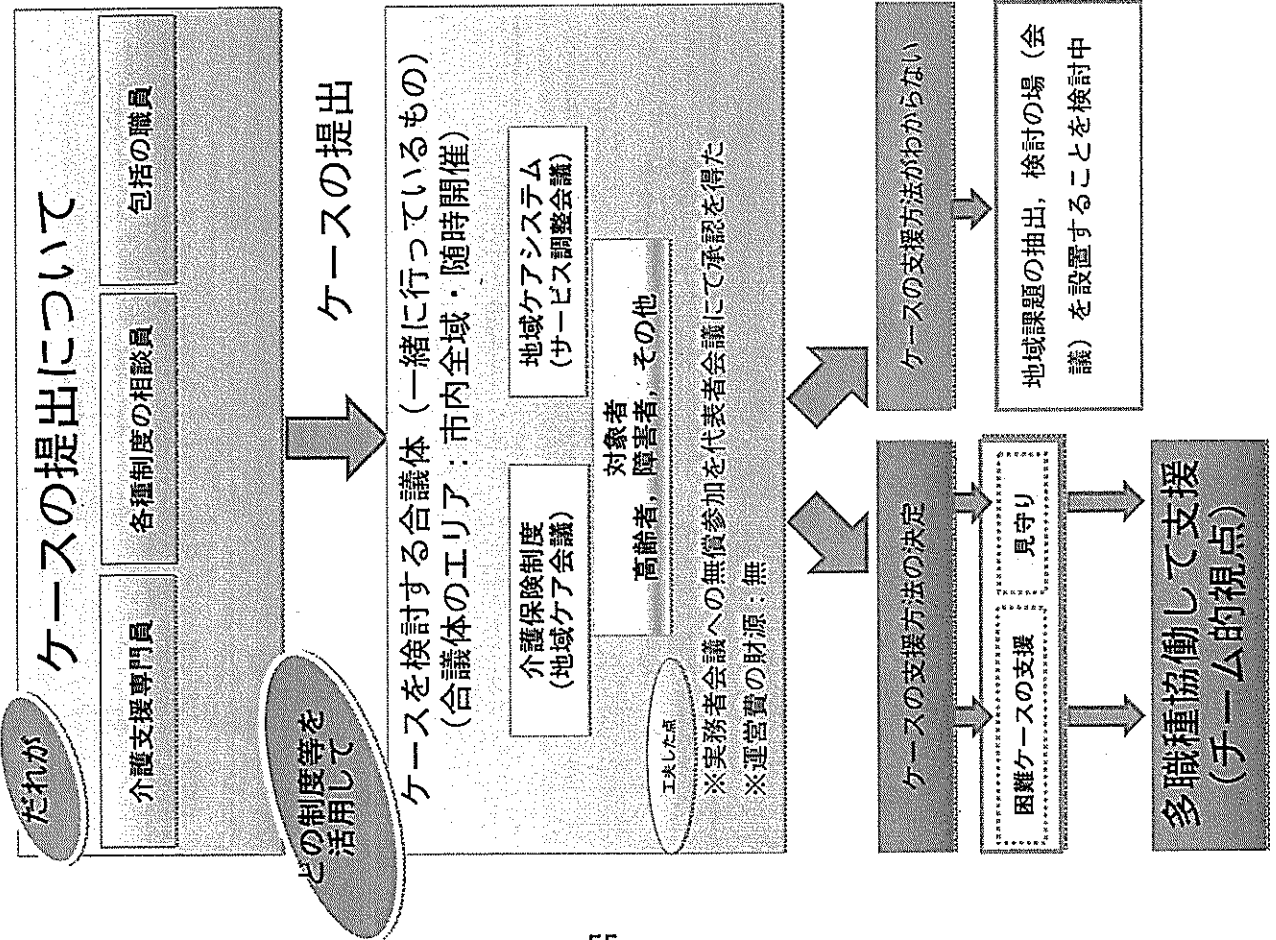 ケースの提出について
だれが
介護支援専門員
各種制度の相談員
包括の職員
ケースの提出
どの制度等を
活用して
ケースを検討する合議体（一緒に行っているもの）
（合議体のエリア：市内全域・随時開催）
介護保険制度
（地域ケア会議）
地域ケアシステム
（サービス調整会議）
対象者
高齢者，障害者，その他
工夫した点
※実務者会議への無償参加を代表者会議にて承認を得た
※運営費の財源：無
ケースの支援方法の決定
困難ケースの支援
見守り
多職種協働して支援
（チーム的視点）
ケースの支援方法がわからない
地域課題の抽出，検討の場（会
議）を設置することを検討中